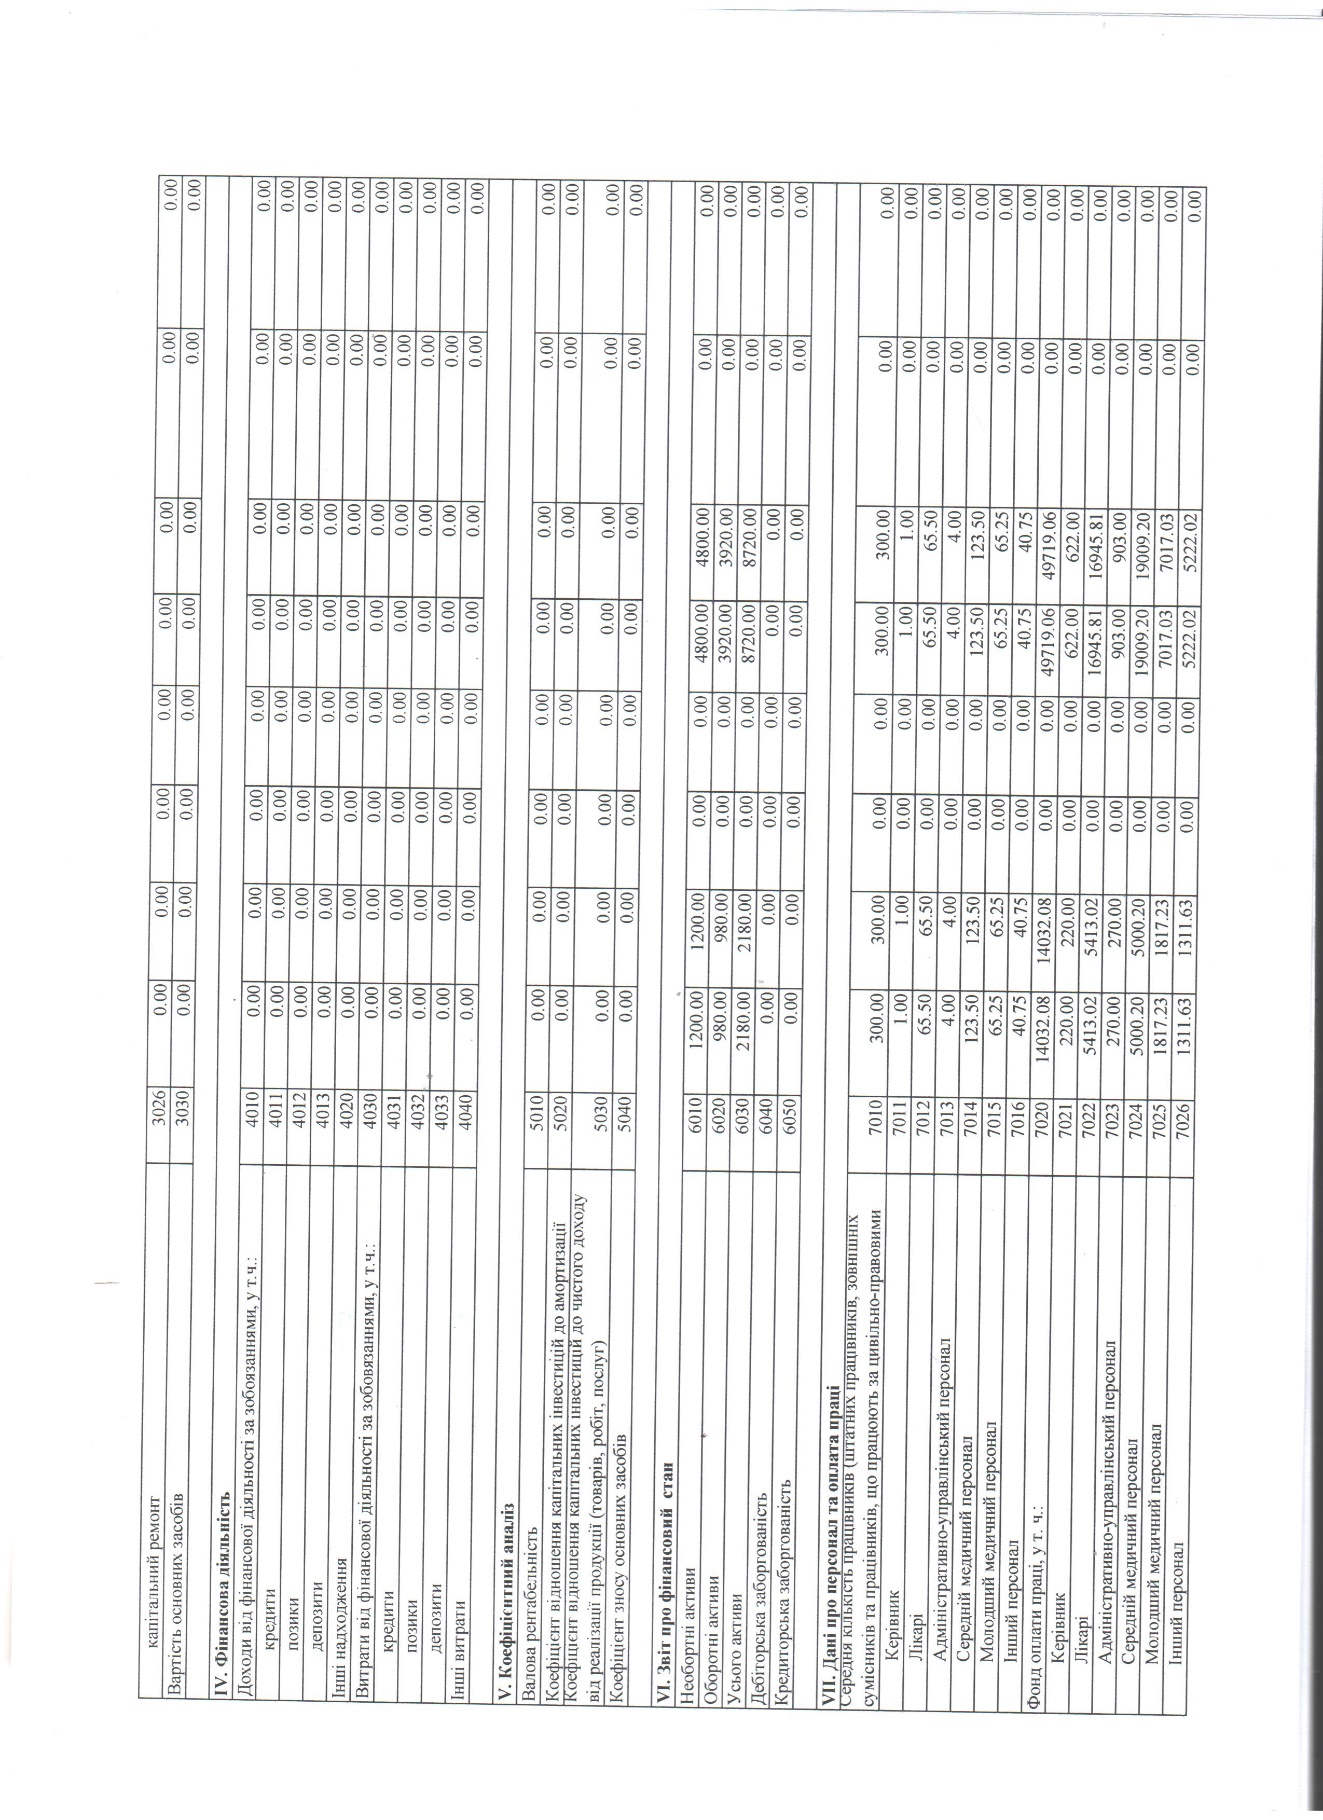 капітальний ремонт 3026 0.00 0.00 0.00 0.00 0.00 0.00 0.00 0.00
Вартість основних засобів 3030 0.00 0.00 0.00 0.00 0.00 0.00 0.00 0.00
IV. Фінансова діяльність
Доходи від фінансової діяльності за зобоязаннями, у т.ч.: 4010 0.00 0.00 0.00 0.00 0.00 0.00 0.00 0.00
кредити 4011 0.00 0.00 0.00 0.00 0.00 0.00 0.00 0.00
позики 4012 0.00 0.00 0.00 0.00 0.00 0.00 0.00 0.00
депозити 4013 0.00 0.00 0.00 0.00 0.00 0.00 0.00 0.00
Інші надходження 4020 0.00 0.00 0.00 0.00 0.00 0.00 0.00 0.00
Витрати від фінансової діяльності за зобовязаннями, у т.ч.: 4030 0.00 0.00 0.00 0.00 0.00 0.00 0.00 0.00
кредити 4031 0.00 0.00 0.00 0.00 0.00 0.00 0.00 0.00
позики 4032 0.00 0.00 0.00 0.00 0.00 0.00 0.00 0.00
депозити 4033 0.00 0.00 0.00 0.00 0.00 0.00 0.00 0.00
Інші витрати 4040 0.00 0.00 0.00 0.00 0.00 0.00 0.00 0.00
V. Коефіцієнтний аналіз
Валова рентабельність 5010 0.00 0.00 0.00 0.00 0.00 0.00 0.00 0.00
Коефіцієнт відношення капітальних інвестицій до амортизації 5020 0.00 0.00 0.00 0.00 0.00 0.00 0.00 0.00
Коефіцієнт відношення капітальних інвестицій до чистого доходу
від реалізації продукції (товарів, робіт, послуг) 5030 0.00 0.00 0.00 0.00 0.00 0.00 0.00 0.00
Коефіцієнт зносу основних засобів 5040 0.00 0.00 0.00 0.00 0.00 0.00 0.00 0.00
VI. Звіт про фінансовий стан
Необортні активи 6010 1200.00 1200.00 0.00 0.00 4800.00 4800.00 0.00 0.00
Оборотні активи 6020 980.00 980.00 0.00 0.00 3920.00 3920.00 0.00 0.00
Усього активи 6030 2180.00 2180.00 0.00 0.00 8720.00 8720.00 0.00 0.00
Дебіторська заборгованість 6040 0.00 0.00 0.00 0.00 0.00 0.00 0.00 0.00
Кредиторська заборгованість 6050 0.00 0.00 0.00 0.00 0.00 0.00 0.00 0.00
VII. Дані про персонал та оплата праці
Середня кількість працівників (штатних працівників, зовнішніх
сумісників та працівників, що працюють за цивільно-правовими 7010 300.00 300.00 0.00 0.00 300.00 300.00 0.00 0.00
Керівник 7011 1.00 1.00 0.00 0.00 1.00 1.00 0.00 0.00
Лікарі 7012 65.50 65.50 0.00 0.00 65.50 65.50 0.00 0.00
Адміністративно-управлінський персонал 7013 4.00 4.00 0.00 0.00 4.00 4.00 0.00 0.00
Середній медичний персонал 7014 123.50 123.50 0.00 0.00 123.50 123.50 0.00 0.00
Молодший медичний персонал 7015 65.25 65.25 0.00 0.00 65.25 65.25 0.00 0.00
Інший персонал 7016 40.75 40.75 0.00 0.00 40.75 40.75 0.00 0.00
Фонд оплати праці, у т. ч.: 7020 14032.08 14032.08 0.00 0.00 49719.06 49719.06 0.00 0.00
Керівник 7021 220.00 220.00 0.00 0.00 622.00 622.00 0.00 0.00
Лікарі 7022 5413.02 5413.02 0.00 0.00 16945.81 16945.81 0.00 0.00
Адміністративно-управлінський персонал 7023 270.00 270.00 0.00 0.00 903.00 903.00 0.00 0.00
Середній медичний персонал 7024 5000.20 5000.20 0.00 0.00 19009.20 19009.20 0.00 0.00
Молодший медичний персонал 7025 1817.23 1817.23 0.00 0.00 7017.03 7017.03 0.00 0.00
Інший персонал 7026 1311.63 1311.63 0.00 0.00 5222.02 5222.02 0.00 0.00